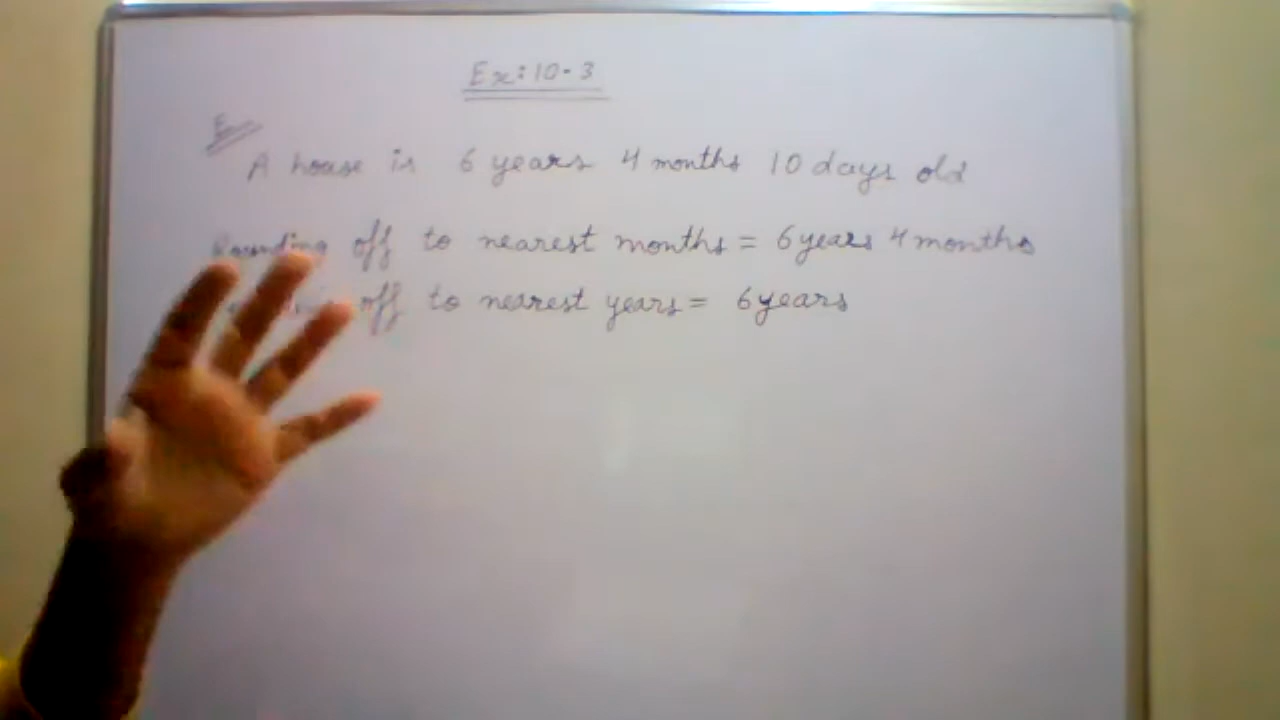 Ex: 10.3
A house is 6 years 4 months 10 days old
Rounding off to nearest months = 6 years 4 months
off to nearest years = 6 years